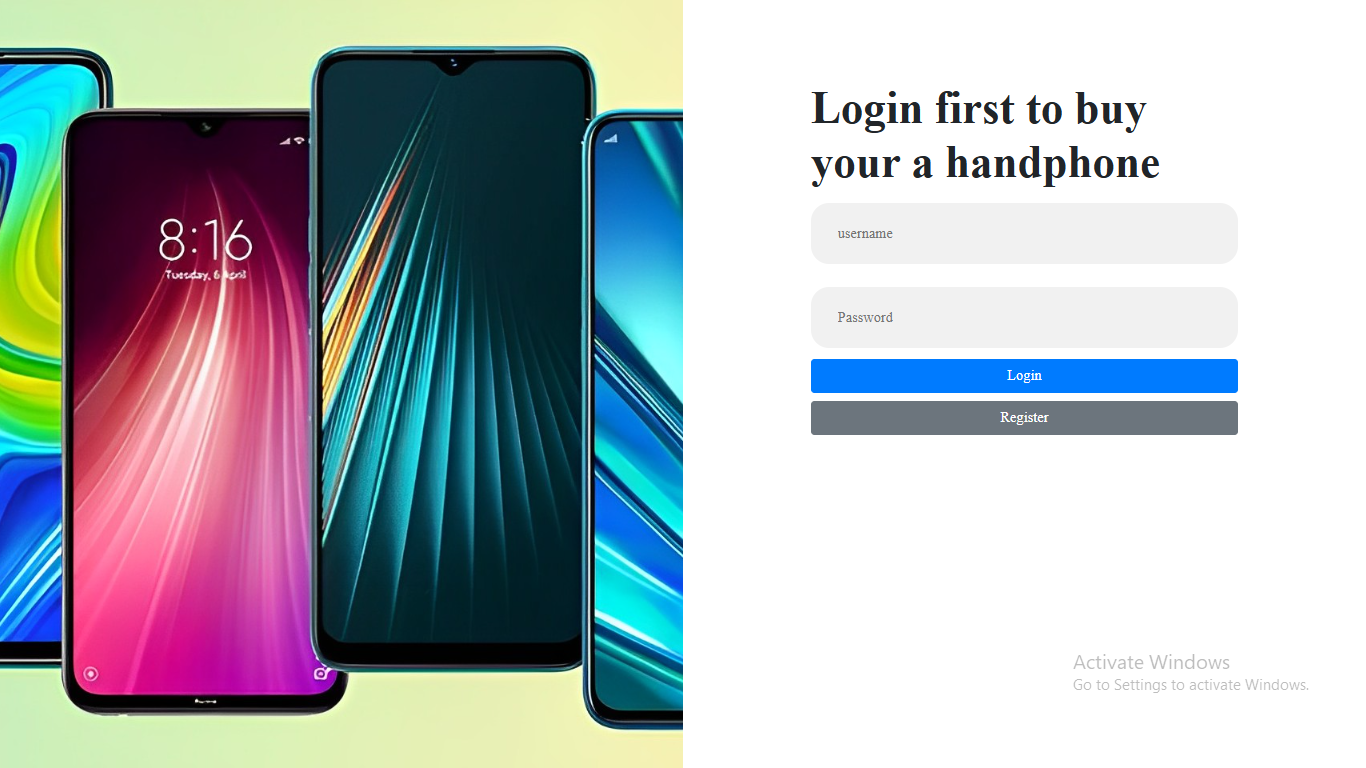 8:16
Tuesday, 6 April
Login first to buy
your a handphone
username
Password
Login
Register
Activate Windows
Go to Settings to activate Windows.